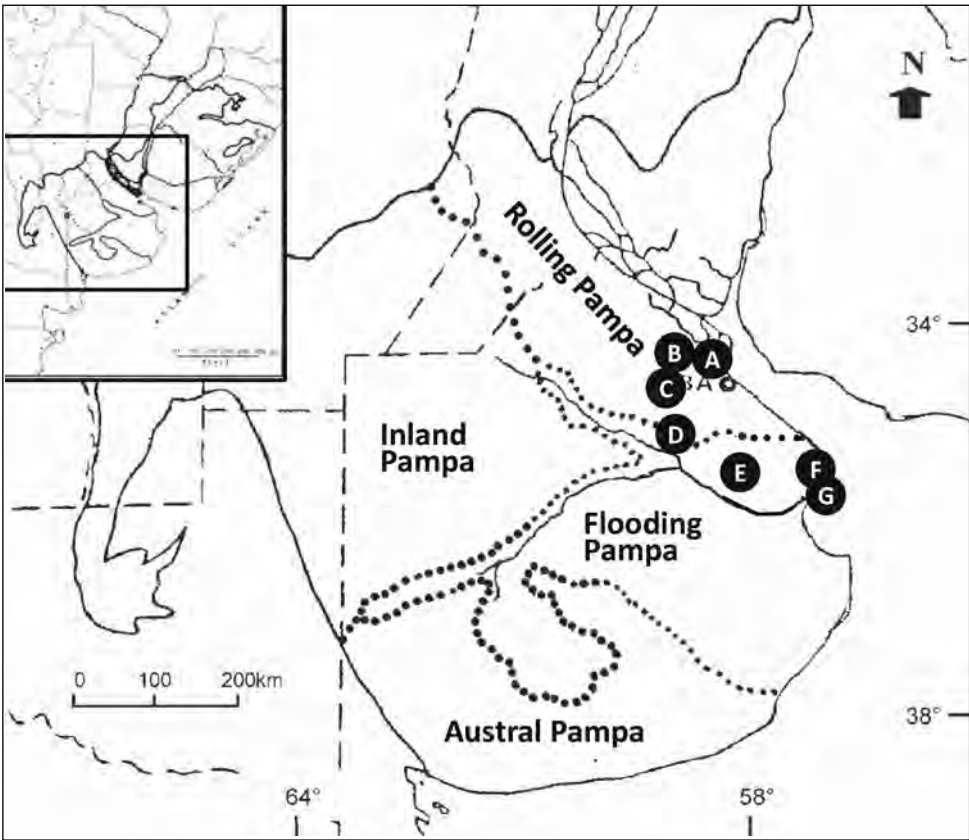 N
Rolling Pampa
34°
B
A
C
BA
D
Inland
Pampa
E
F
G
Flooding
Pampa
0 100 200km
Austral Pampa
38°
64°
58°